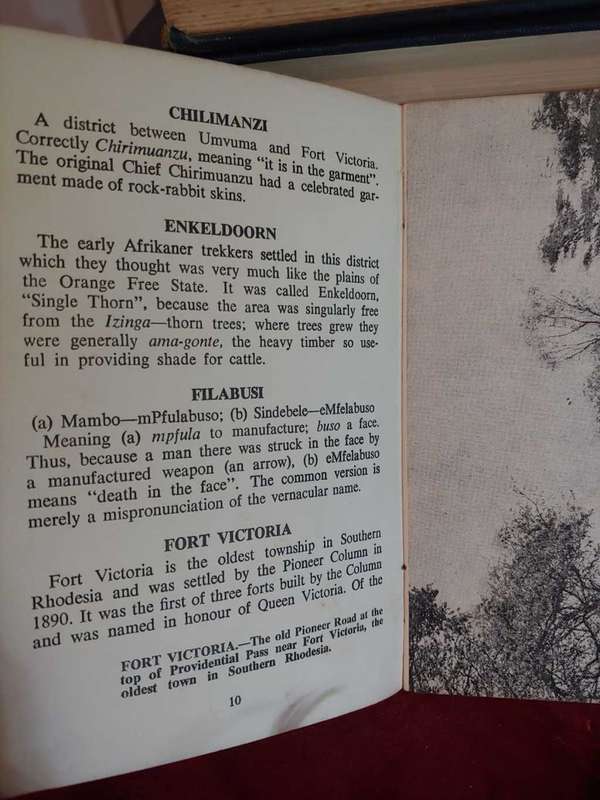 CHILIMANZI
A district between Umvuma and Fort Victoria.
Correctly Chirimuanzu, meaning “it is in the garment”.
The original Chief Chirimuanzu had a celebrated gar-
ment made of rock-rabbit skins.
ENKELDOORN
The early Afrikaner trekkers settled in this district
which they thought was very much like the plains of
the Orange Free State. It was called Enkeldoorn,
“Single Thorn”, because the area was singularly free
from the Izinga—thorn trees; where trees grew they
were generally ama-gonte, the heavy timber so use-
ful in providing shade for cattle.
FILABUSI
(a) Mambo—mPfulabuso; (b) Sindebele—eMfelabuso
Meaning (a) mpfula to manufacture; buso a face.
Thus, because a man there was struck in the face by
a manufactured weapon (an arrow), (b) eMfelabuso
means “death in the face”. The common version is
merely a mispronunciation of the vernacular name.
FORT VICTORIA
Fort Victoria is the oldest township in Southern
Rhodesia and was settled by the Pioneer Column in
1890. It was the first of three forts built by the Column
and was named in honour of Queen Victoria. Of the
FORT VICTORIA.—The old Pioneer Road at the
top of Providential Pass near Fort Victoria, the
oldest town in Southern Rhodesia.
10